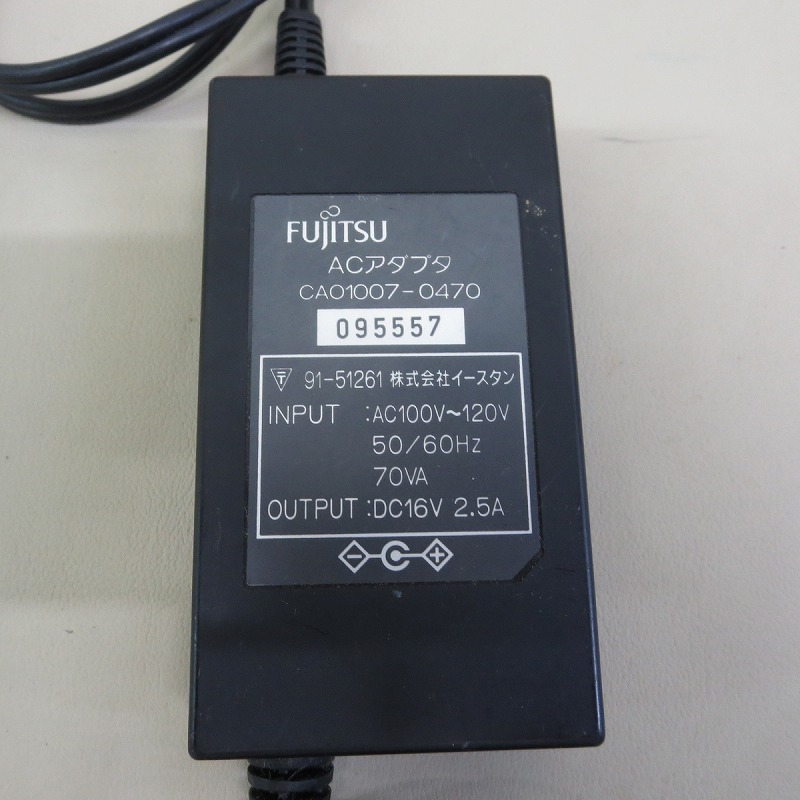 FUJITSU
ACアダプタ
CA01007-0470
095557
〒 91-51261 株式会社イースタン
INPUT :AC100V~120V
50/60Hz
70VA
OUTPUT :DC16V 2.5A
- +